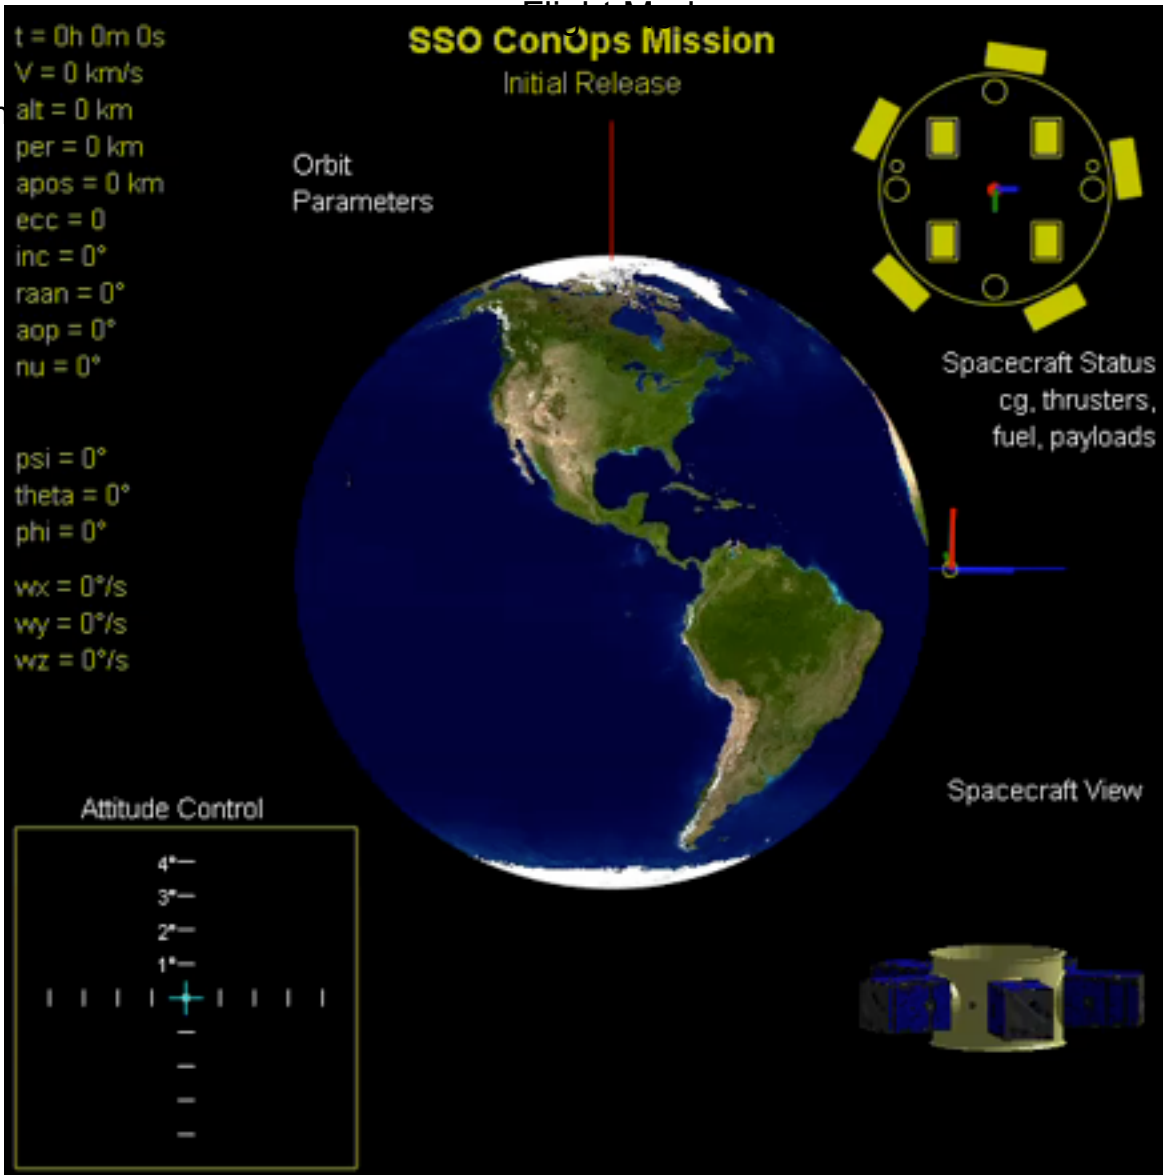 t = 0h 0m 0s
V = 0 km/s
alt = 0 km
per = 0 km
apos = 0 km
ecc = 0
inc = 0°
raan = 0°
aop = 0°
nu = 0°
psi = 0°
theta = 0°
phi = 0°
wx = 0°/s
wy = 0°/s
wz = 0°/s
SSO ConOps Mission
Initial Release
Orbit
Parameters
Spacecraft Status
cg, thrusters,
fuel, payloads
Spacecraft View
Attitude Control
4°
3°
2°
1°